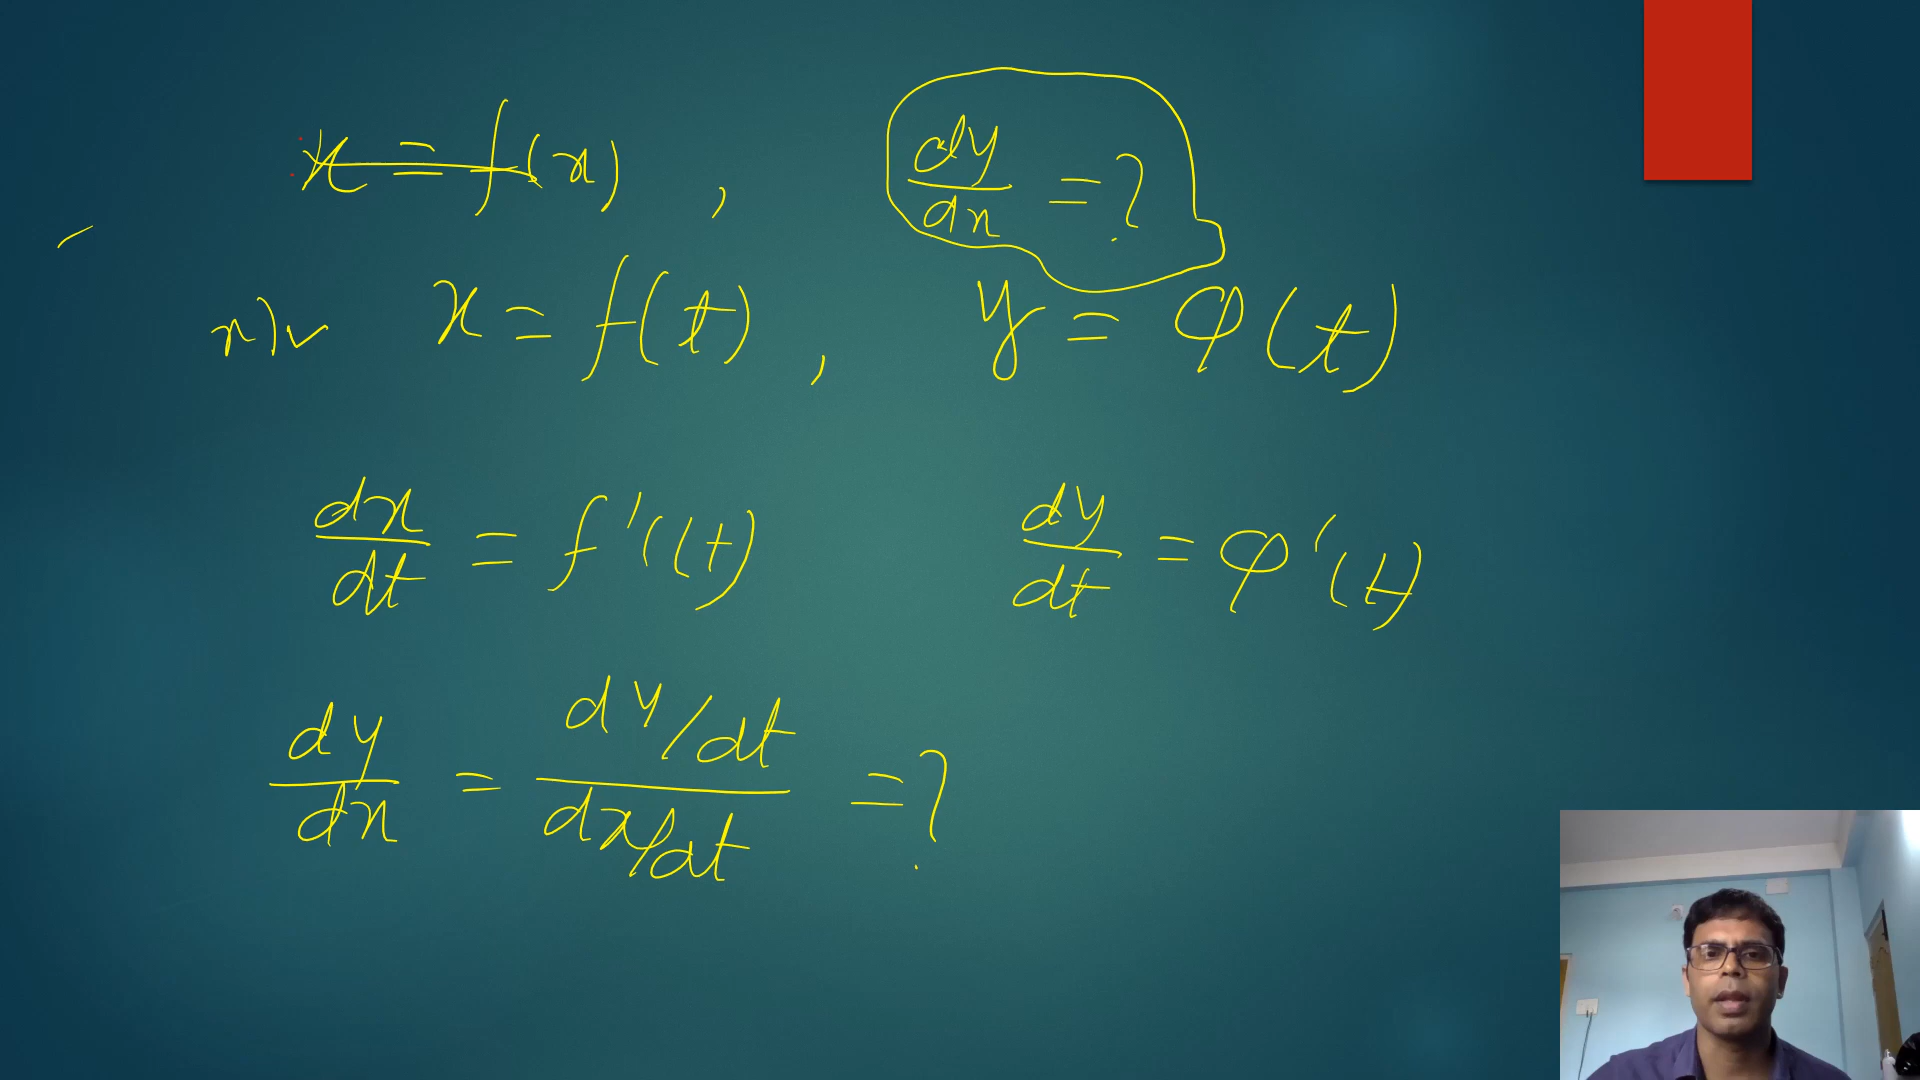 x = f(x) , dy/dx = ?
x = f(t) , y = φ(t)
dx/dt = f'(t) dy/dt = φ'(t)
dy/dx = (dy/dt)/(dx/dt) = ?